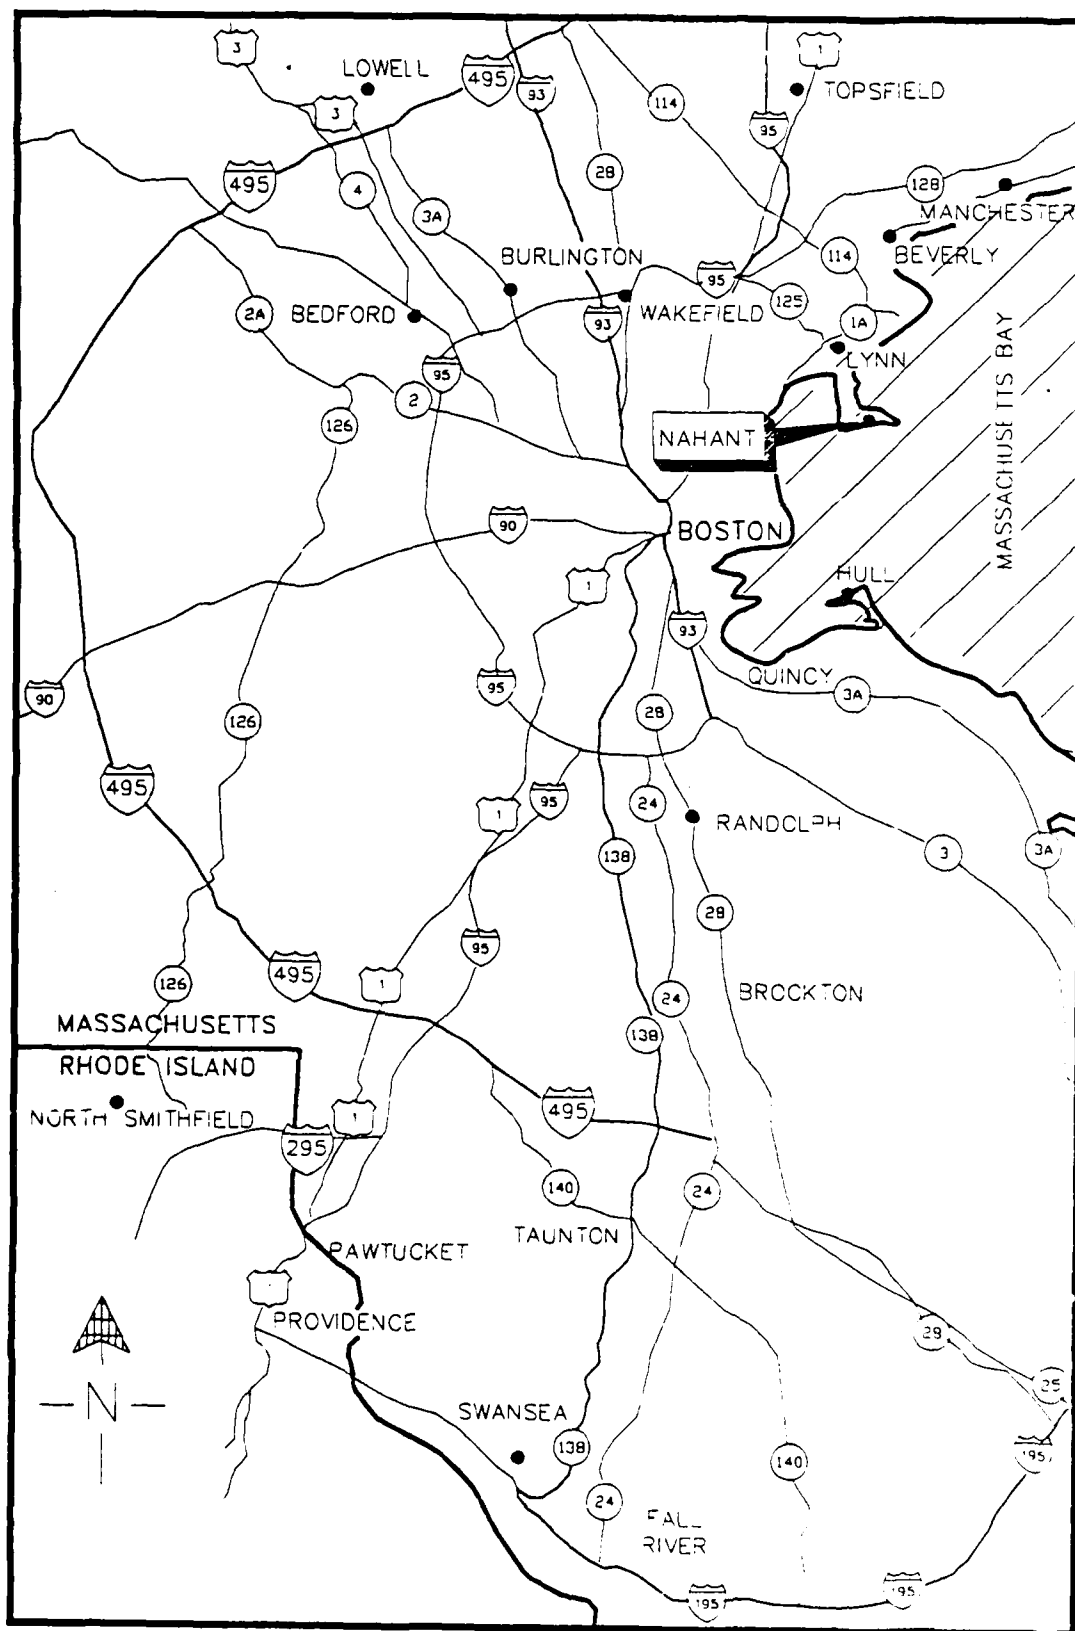 3
LOWELL
495
93
1
TOPSFIELD
3
114
95
495
4
28
128
3A
MANCHESTER
BURLINGTON
114
BEVERLY
2A
BEDFORD
95
125
WAKEFIELD
93
1A
LYNN
95
2
126
NAHANT
MASSACHUSETTS BAY
90
BOSTON
1
HULL
93
QUINCY
90
95
3A
126
28
495
95
24
1
RANDOLPH
138
3
3A
28
95
126
495
1
BROCKTON
24
MASSACHUSETTS
138
RHODE ISLAND
NORTH SMITHFIELD
1
495
295
140
24
TAUNTON
PAWTUCKET
1
PROVIDENCE
28
25
N
SWANSEA
138
140
195
24
FALL
RIVER
195
195